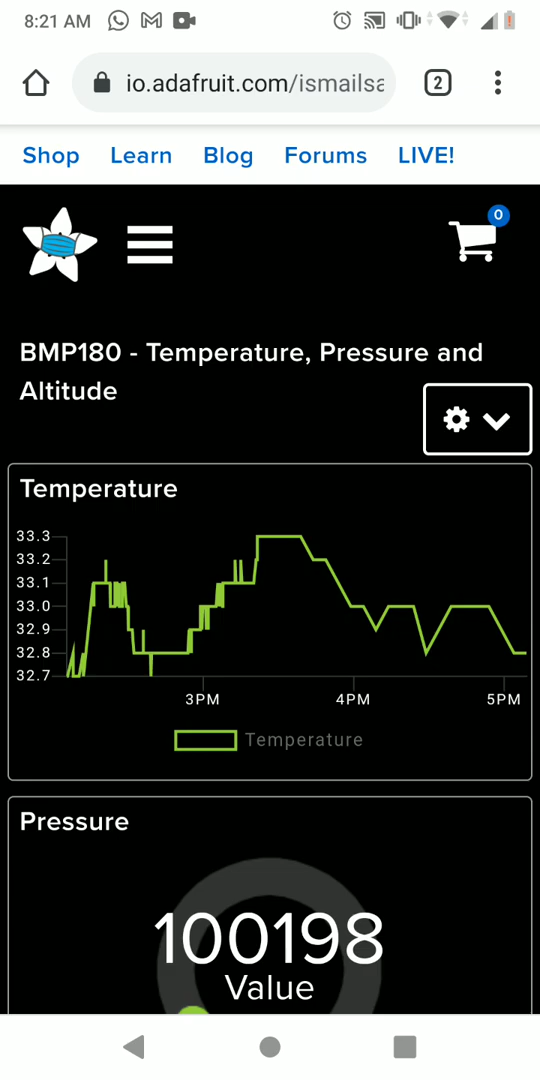 8:21 AM
2
io.adafruit.com/ismailsa
Shop Learn Blog Forums LIVE!
0
BMP180 - Temperature, Pressure and
Altitude
Temperature
33.3
33.2
33.1
33.0
32.9
32.8
32.7
3PM 4PM 5PM
Temperature
Pressure
100198
Value